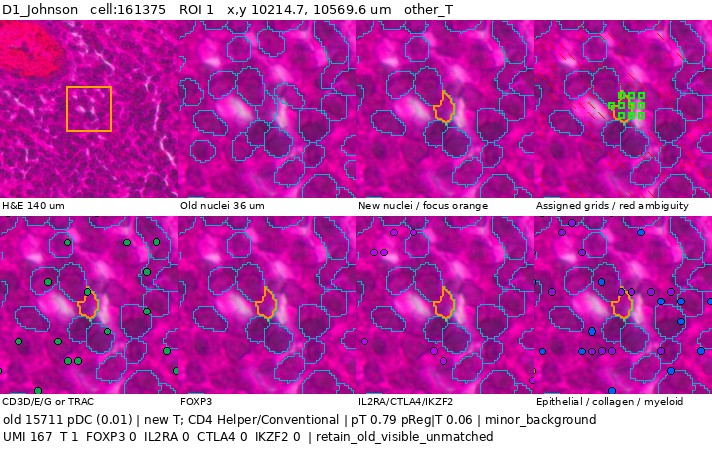 D1_Johnson   cell:161375   ROI 1   x,y 10214.7, 10569.6 um   other_T
H&E 140 um
Old nuclei 36 um
New nuclei / focus orange
Assigned grids / red ambiguity
CD3D/E/G or TRAC
FOXP3
IL2RA/CTLA4/IKZF2
Epithelial / collagen / myeloid
old 15711 pDC (0.01) | new T; CD4 Helper/Conventional | pT 0.79 pReg|T 0.06 | minor_background
UMI 167  T 1  FOXP3 0  IL2RA 0  CTLA4 0  IKZF2 0  | retain_old_visible_unmatched